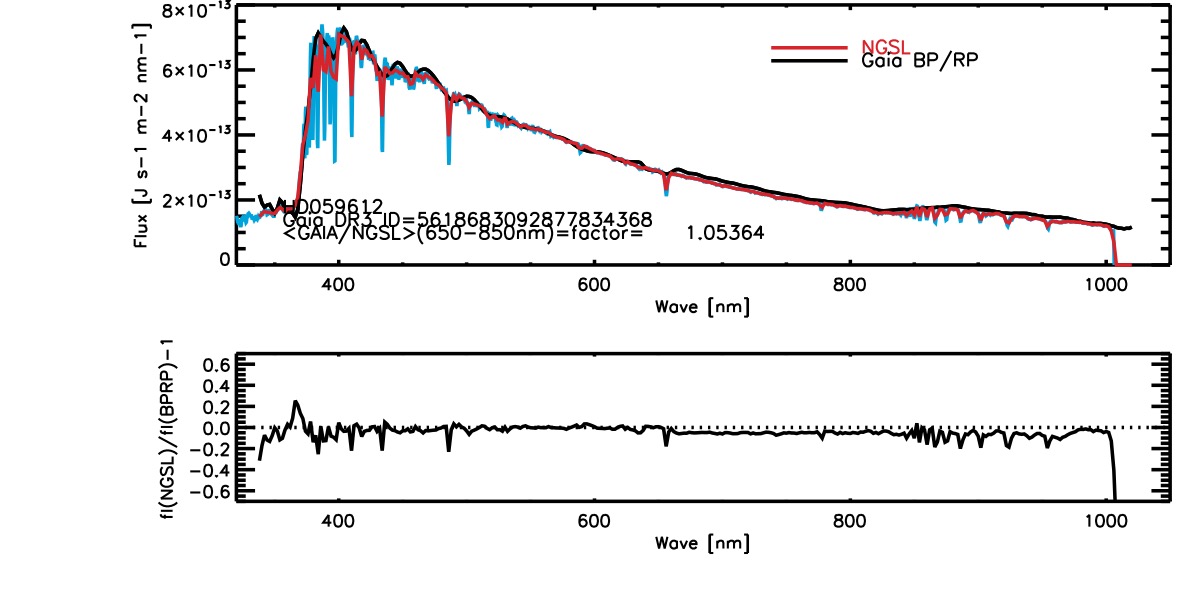 8×10−13
6×10−13
4×10−13
2×10−13
0
Flux [J s−1 m−2 nm−1]
NGSL
Gaia BP/RP
HD059612
Gaia DR3 ID=5618683092877834368
<GAIA/NGSL>(650−850nm)=factor= 1.05364
400 600 800 1000
Wave [nm]
fl(NGSL)/fl(BPRP)−1
0.6
0.4
0.2
0.0
−0.2
−0.4
−0.6
400 600 800 1000
Wave [nm]